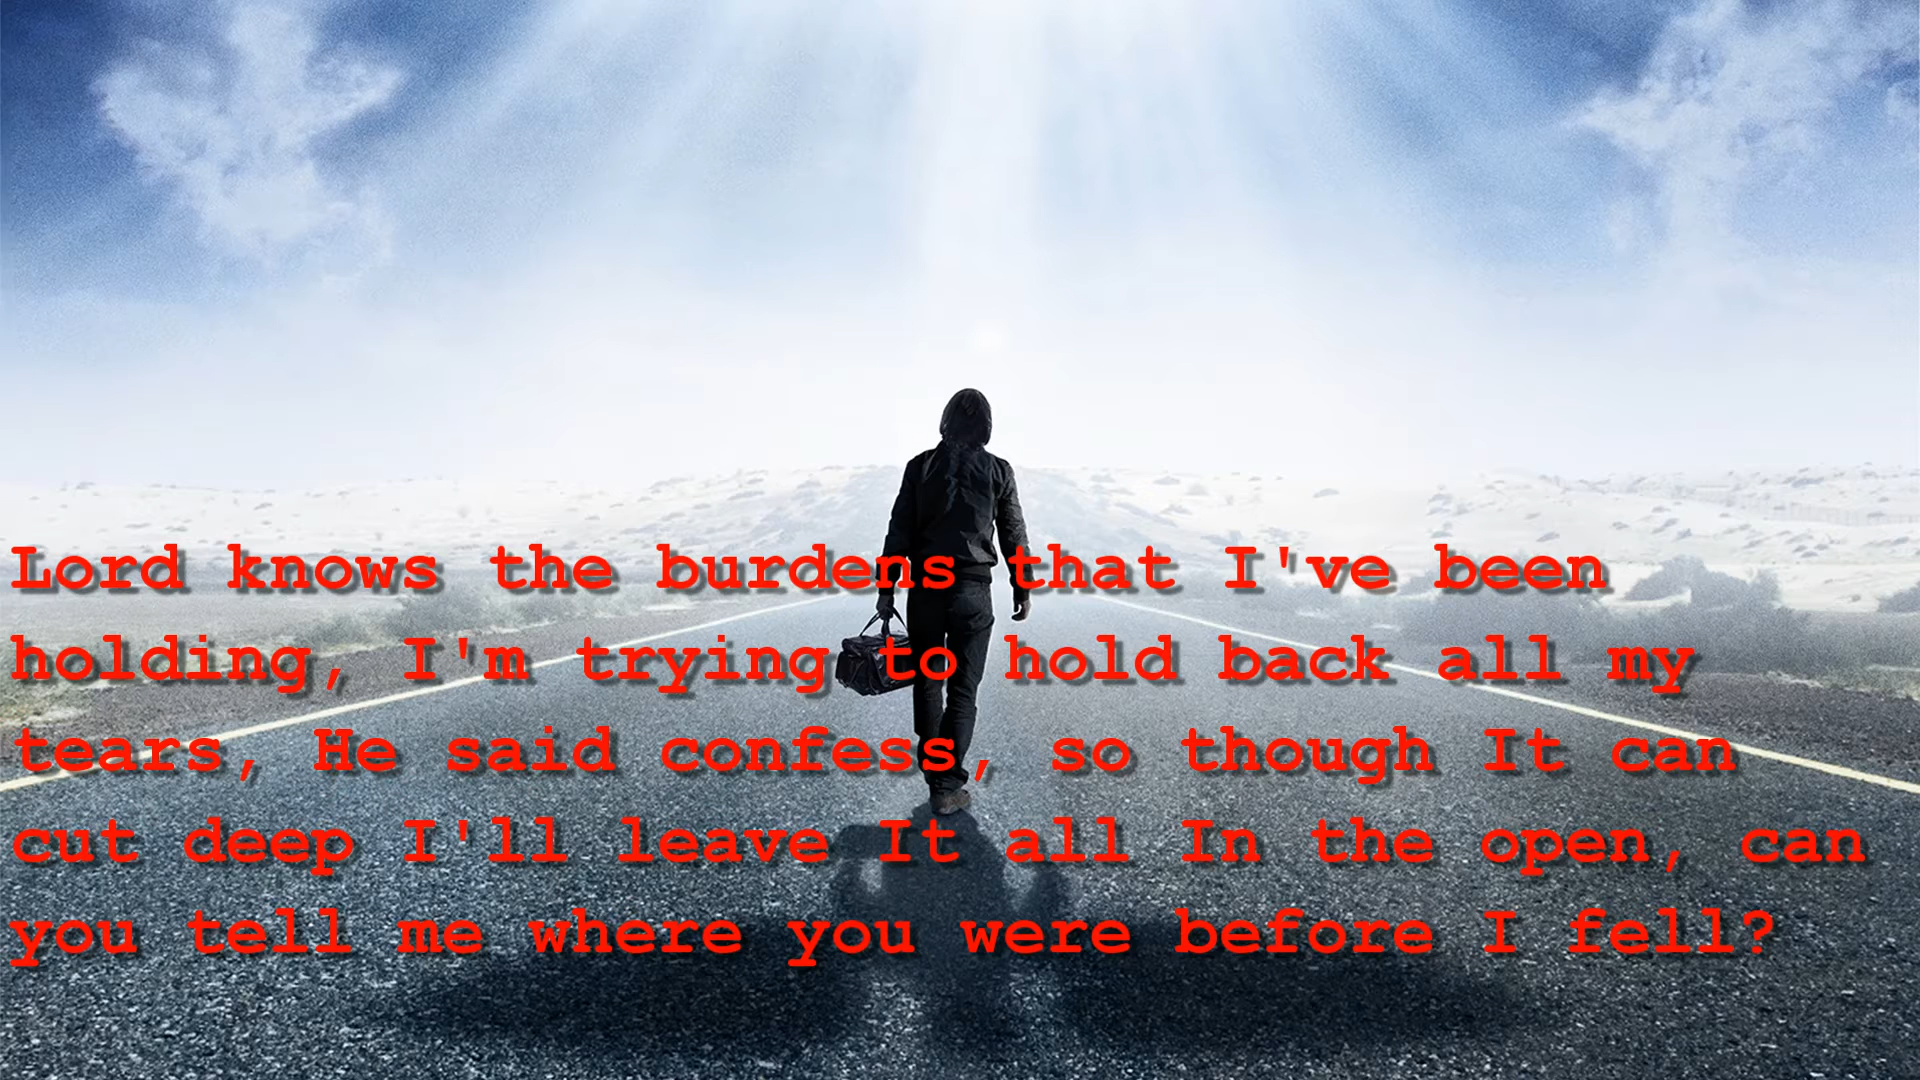 Lord knows the burdens that I've been
holding, I'm trying to hold back all my
tears, He said confess, so though It can
cut deep I'll leave It all In the open, can
you tell me where you were before I fell?